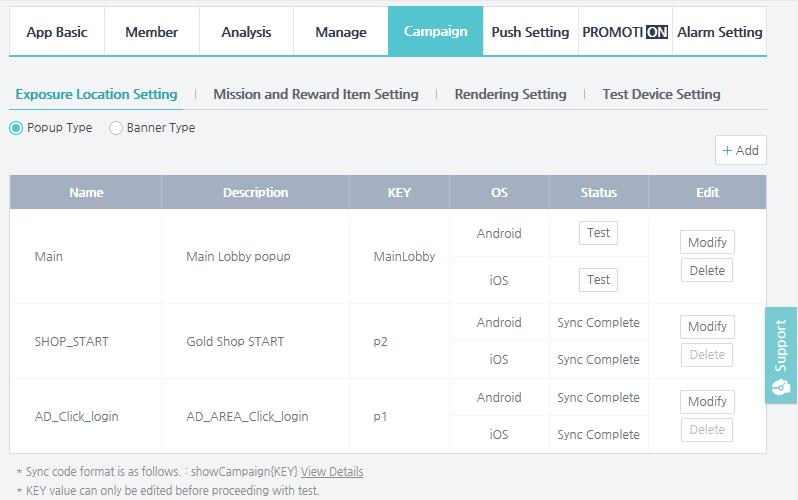 App Basic Member Analysis Manage Campaign Push Setting PROMOTION Alarm Setting
Exposure Location Setting | Mission and Reward Item Setting | Rendering Setting | Test Device Setting
Popup Type Banner Type
+ Add
Name Description KEY OS Status Edit
Main Main Lobby popup MainLobby Android Test Modify
iOS Test Delete
SHOP_START Gold Shop START p2 Android Sync Complete Modify
iOS Sync Complete Delete
AD_Click_login AD_AREA_Click_login p1 Android Sync Complete Modify
iOS Sync Complete Delete
Support
* Sync code format is as follows. : showCampaign{KEY} View Details
* KEY value can only be edited before proceeding with test.